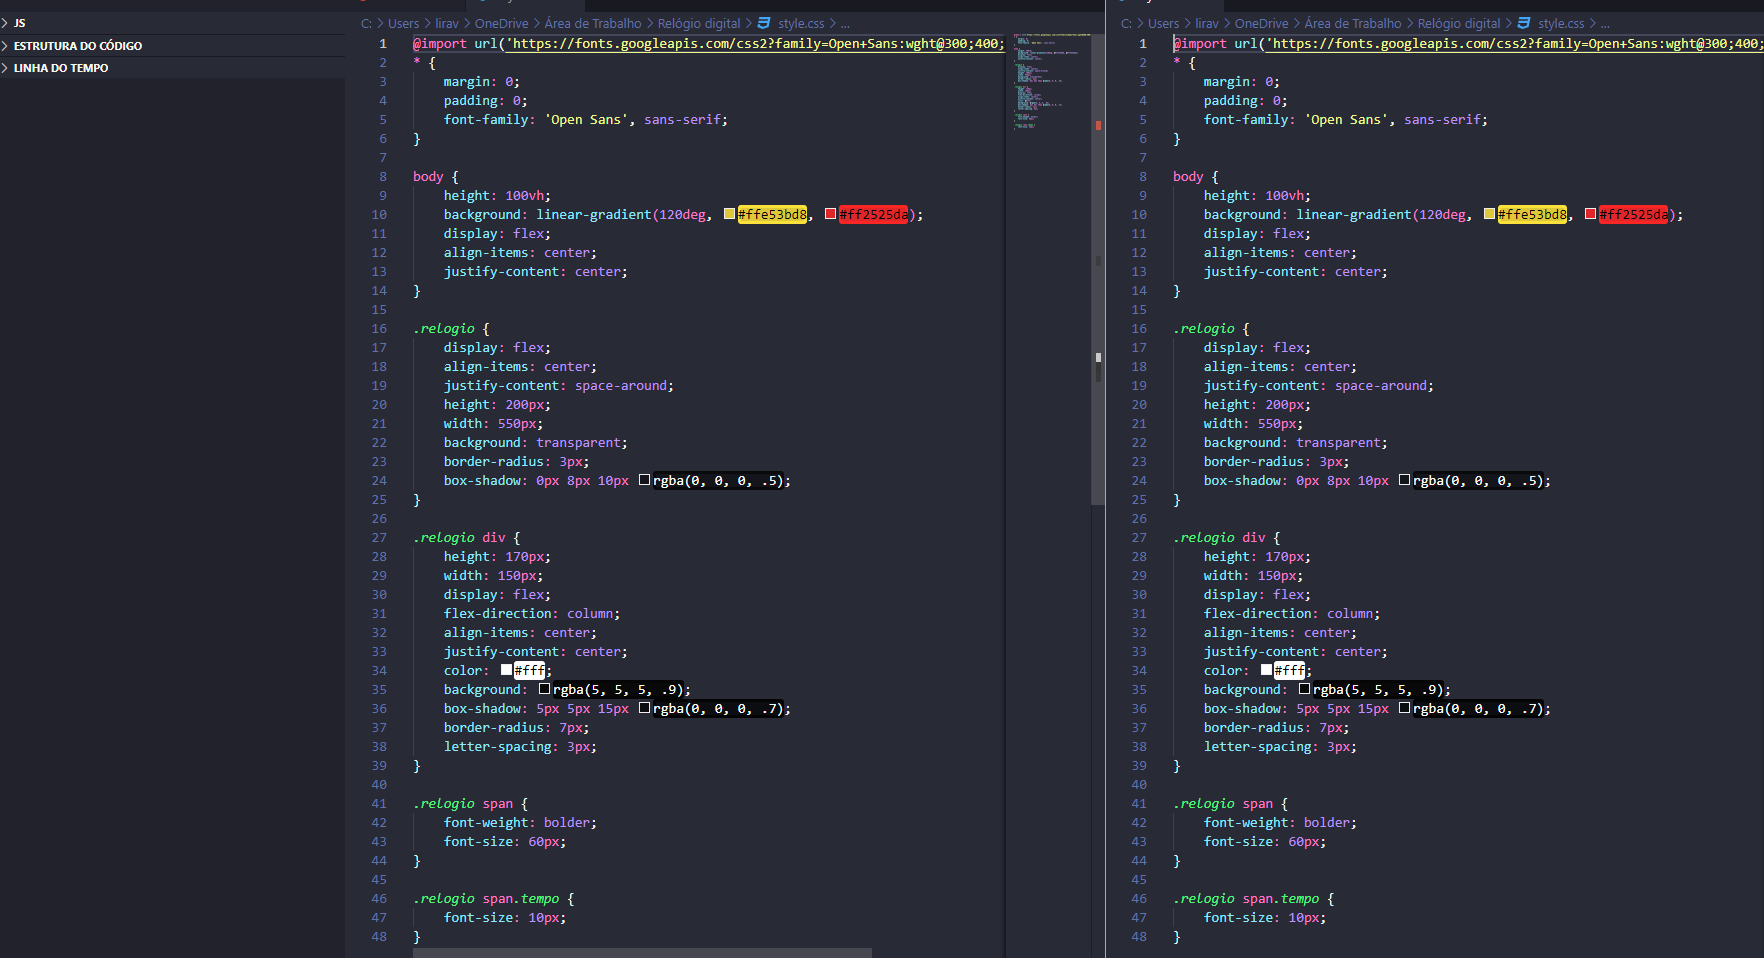 JS
ESTRUTURA DO CÓDIGO
LINHA DO TEMPO
C: > Users > lirav > OneDrive > Área de Trabalho > Relógio digital > style.css > ...
1 @import url('https://fonts.googleapis.com/css2?family=Open+Sans:wght@300;400;
2 * {
3 margin: 0;
4 padding: 0;
5 font-family: 'Open Sans', sans-serif;
6 }
7
8 body {
9 height: 100vh;
10 background: linear-gradient(120deg, #ffe53bd8, #ff2525da);
11 display: flex;
12 align-items: center;
13 justify-content: center;
14 }
15
16 .relogio {
17 display: flex;
18 align-items: center;
19 justify-content: space-around;
20 height: 200px;
21 width: 550px;
22 background: transparent;
23 border-radius: 3px;
24 box-shadow: 0px 8px 10px rgba(0, 0, 0, .5);
25 }
26
27 .relogio div {
28 height: 170px;
29 width: 150px;
30 display: flex;
31 flex-direction: column;
32 align-items: center;
33 justify-content: center;
34 color: #fff;
35 background: rgba(5, 5, 5, .9);
36 box-shadow: 5px 5px 15px rgba(0, 0, 0, .7);
37 border-radius: 7px;
38 letter-spacing: 3px;
39 }
40
41 .relogio span {
42 font-weight: bolder;
43 font-size: 60px;
44 }
45
46 .relogio span.tempo {
47 font-size: 10px;
48 }
C: > Users > lirav > OneDrive > Área de Trabalho > Relógio digital > style.css > ...
1 @import url('https://fonts.googleapis.com/css2?family=Open+Sans:wght@300;400;
2 * {
3 margin: 0;
4 padding: 0;
5 font-family: 'Open Sans', sans-serif;
6 }
7
8 body {
9 height: 100vh;
10 background: linear-gradient(120deg, #ffe53bd8, #ff2525da);
11 display: flex;
12 align-items: center;
13 justify-content: center;
14 }
15
16 .relogio {
17 display: flex;
18 align-items: center;
19 justify-content: space-around;
20 height: 200px;
21 width: 550px;
22 background: transparent;
23 border-radius: 3px;
24 box-shadow: 0px 8px 10px rgba(0, 0, 0, .5);
25 }
26
27 .relogio div {
28 height: 170px;
29 width: 150px;
30 display: flex;
31 flex-direction: column;
32 align-items: center;
33 justify-content: center;
34 color: #fff;
35 background: rgba(5, 5, 5, .9);
36 box-shadow: 5px 5px 15px rgba(0, 0, 0, .7);
37 border-radius: 7px;
38 letter-spacing: 3px;
39 }
40
41 .relogio span {
42 font-weight: bolder;
43 font-size: 60px;
44 }
45
46 .relogio span.tempo {
47 font-size: 10px;
48 }